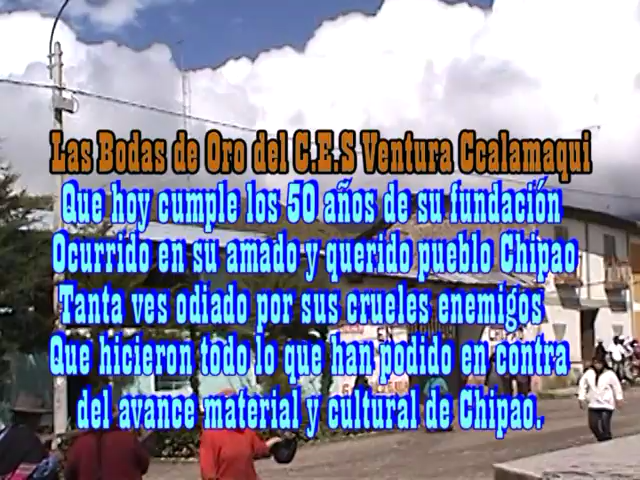 Las Bodas de Oro del C.E.S Ventura Ccalamaqui
Que hoy cumple los 50 años de su fundación
Ocurrido en su amado y querido pueblo Chipao
Tanta ves odiado por sus crueles enemigos
Que hicieron todo lo que han podido en contra
del avance material y cultural de Chipao.